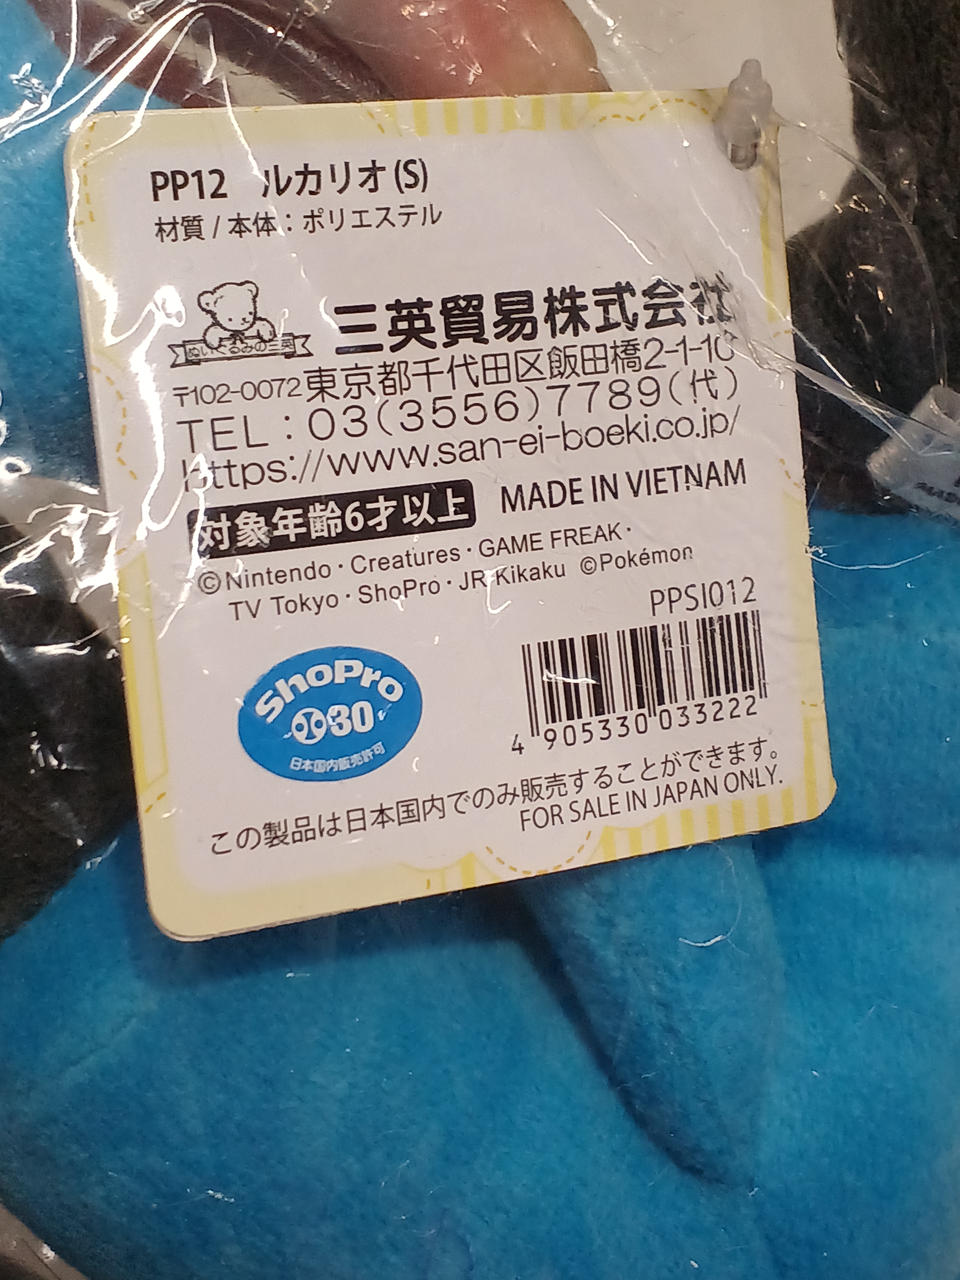 PP12 ルカリオ(S)
材質 / 本体：ポリエステル
ぬいぐるみの三英
三英貿易株式会社
〒102-0072東京都千代田区飯田橋2-1-10
TEL：03(3556)7789(代)
https://www.san-ei-boeki.co.jp/
対象年齢6才以上 MADE IN VIETNAM
©Nintendo・Creatures・GAME FREAK・
TV Tokyo・ShoPro・JR Kikaku ©Pokémon
PPSI012
ShoPro
30
日本国内販売許可
4 905330 033222
この製品は日本国内でのみ販売することができます。
FOR SALE IN JAPAN ONLY.